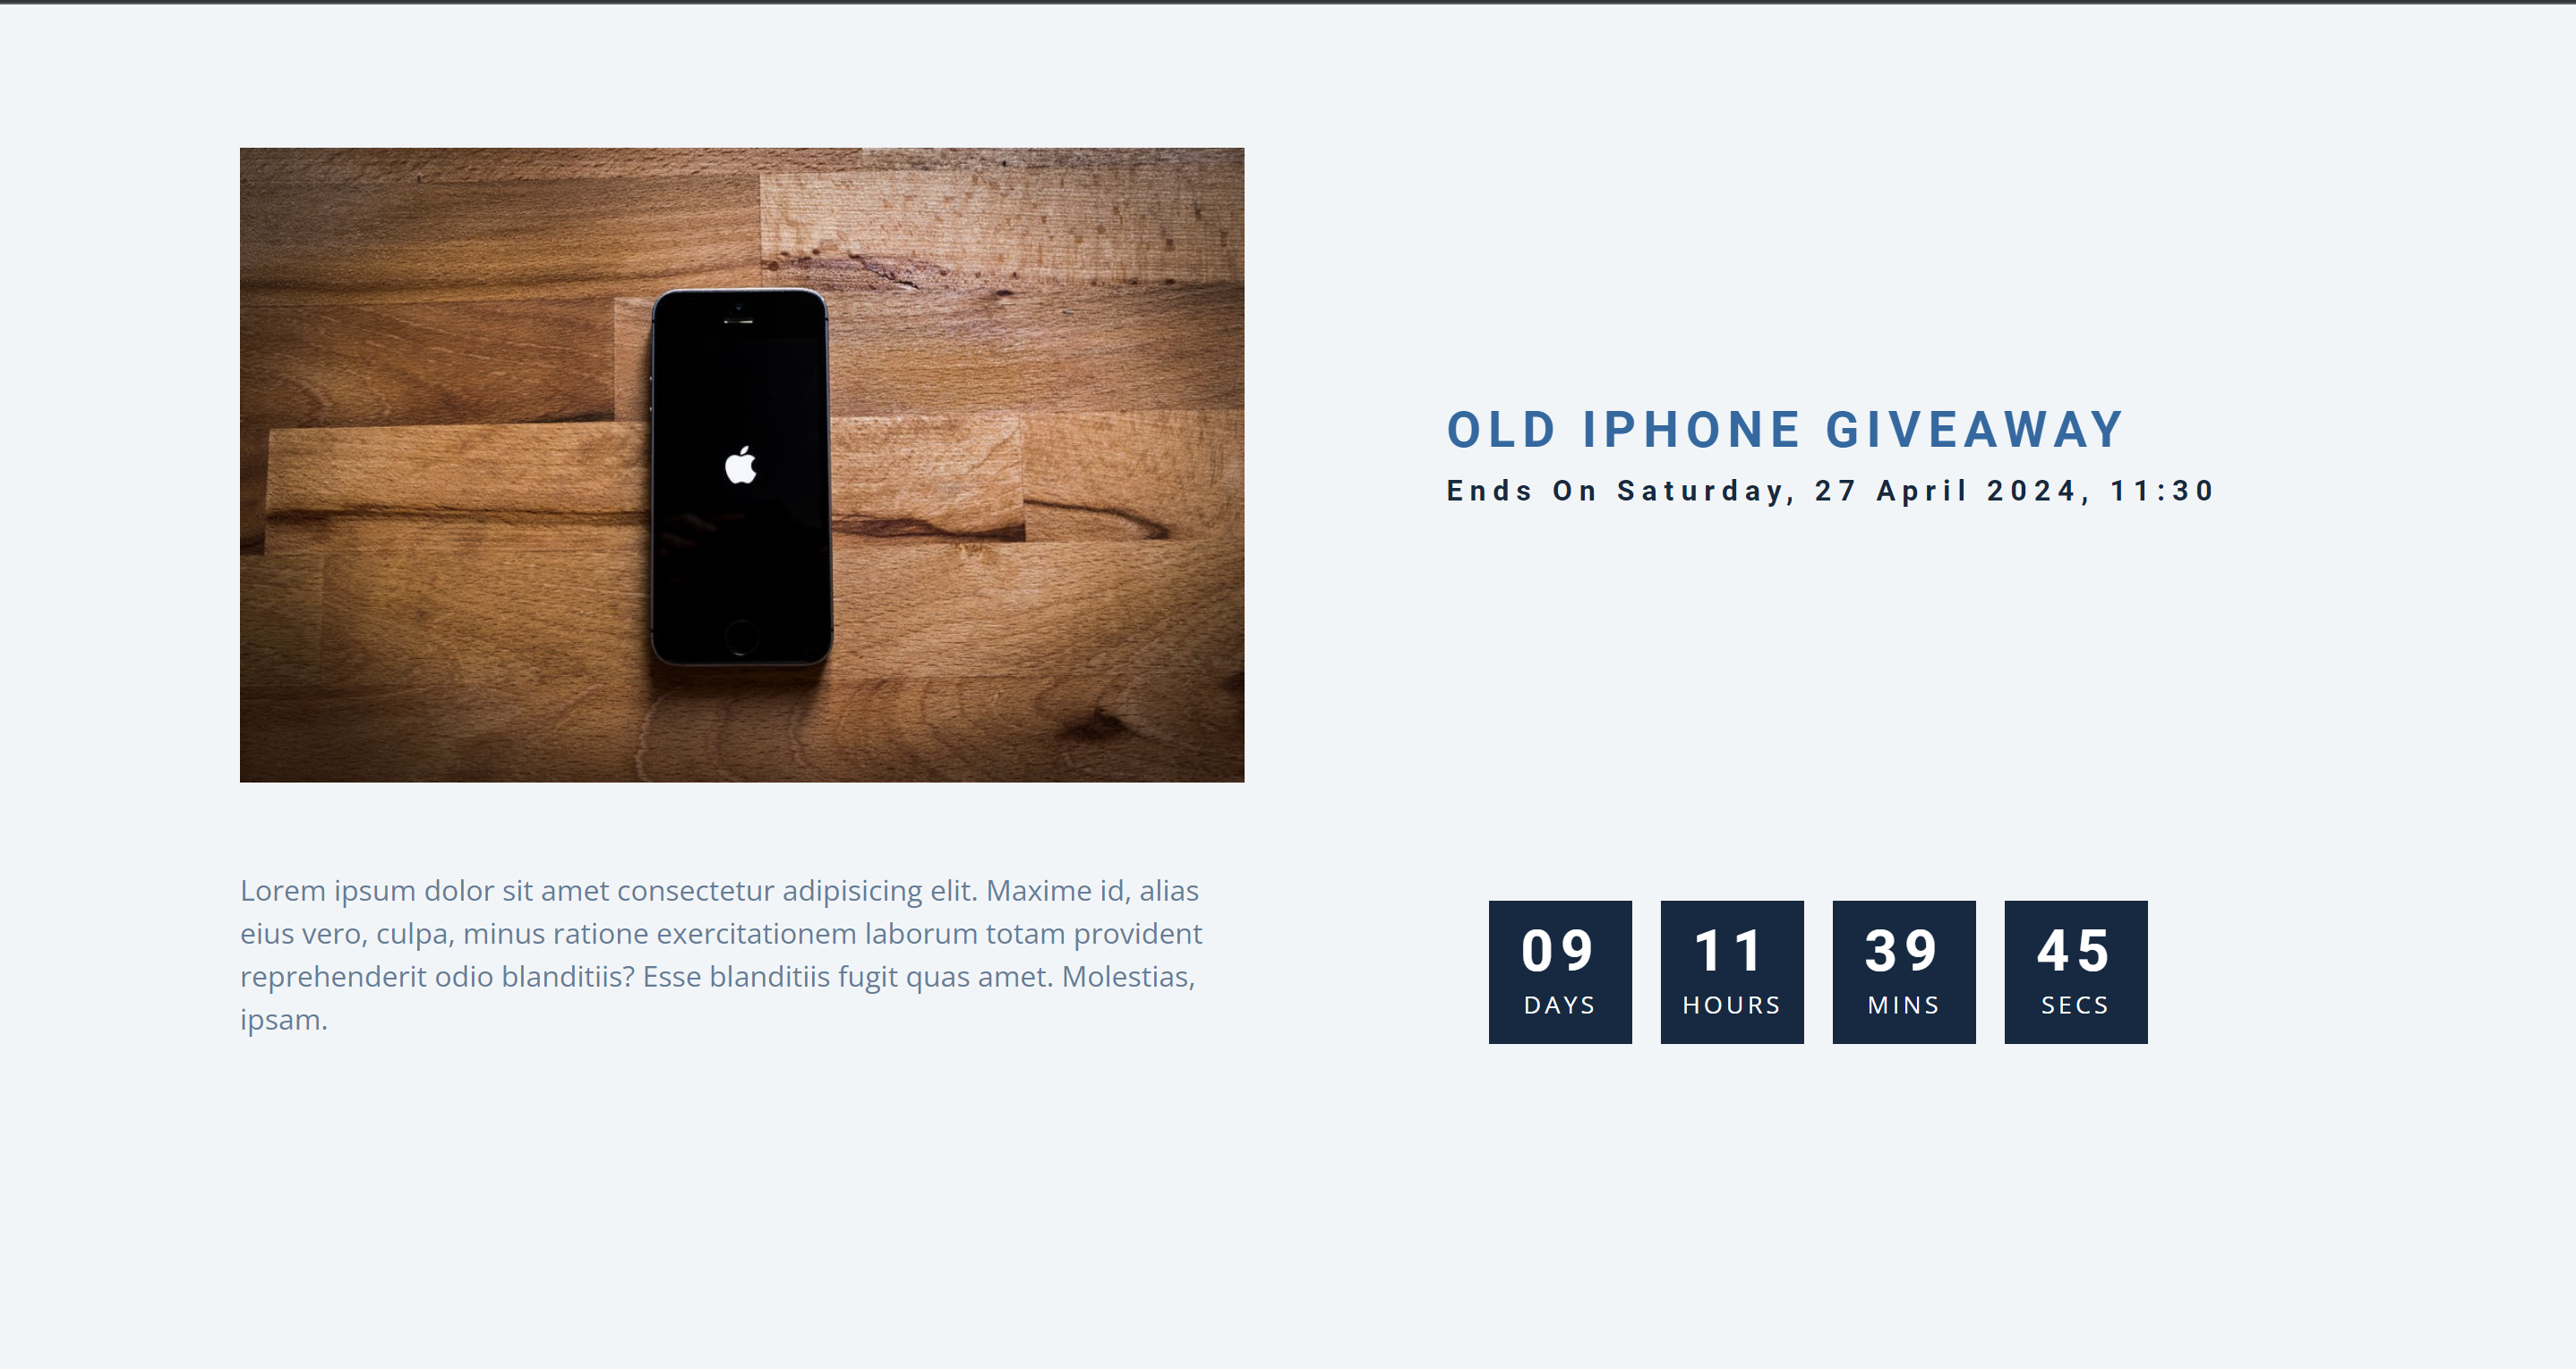 OLD IPHONE GIVEAWAY
Ends On Saturday, 27 April 2024, 11:30
Lorem ipsum dolor sit amet consectetur adipisicing elit. Maxime id, alias
eius vero, culpa, minus ratione exercitationem laborum totam provident
reprehenderit odio blanditiis? Esse blanditiis fugit quas amet. Molestias,
ipsam.
09 11 39 45
DAYS HOURS MINS SECS